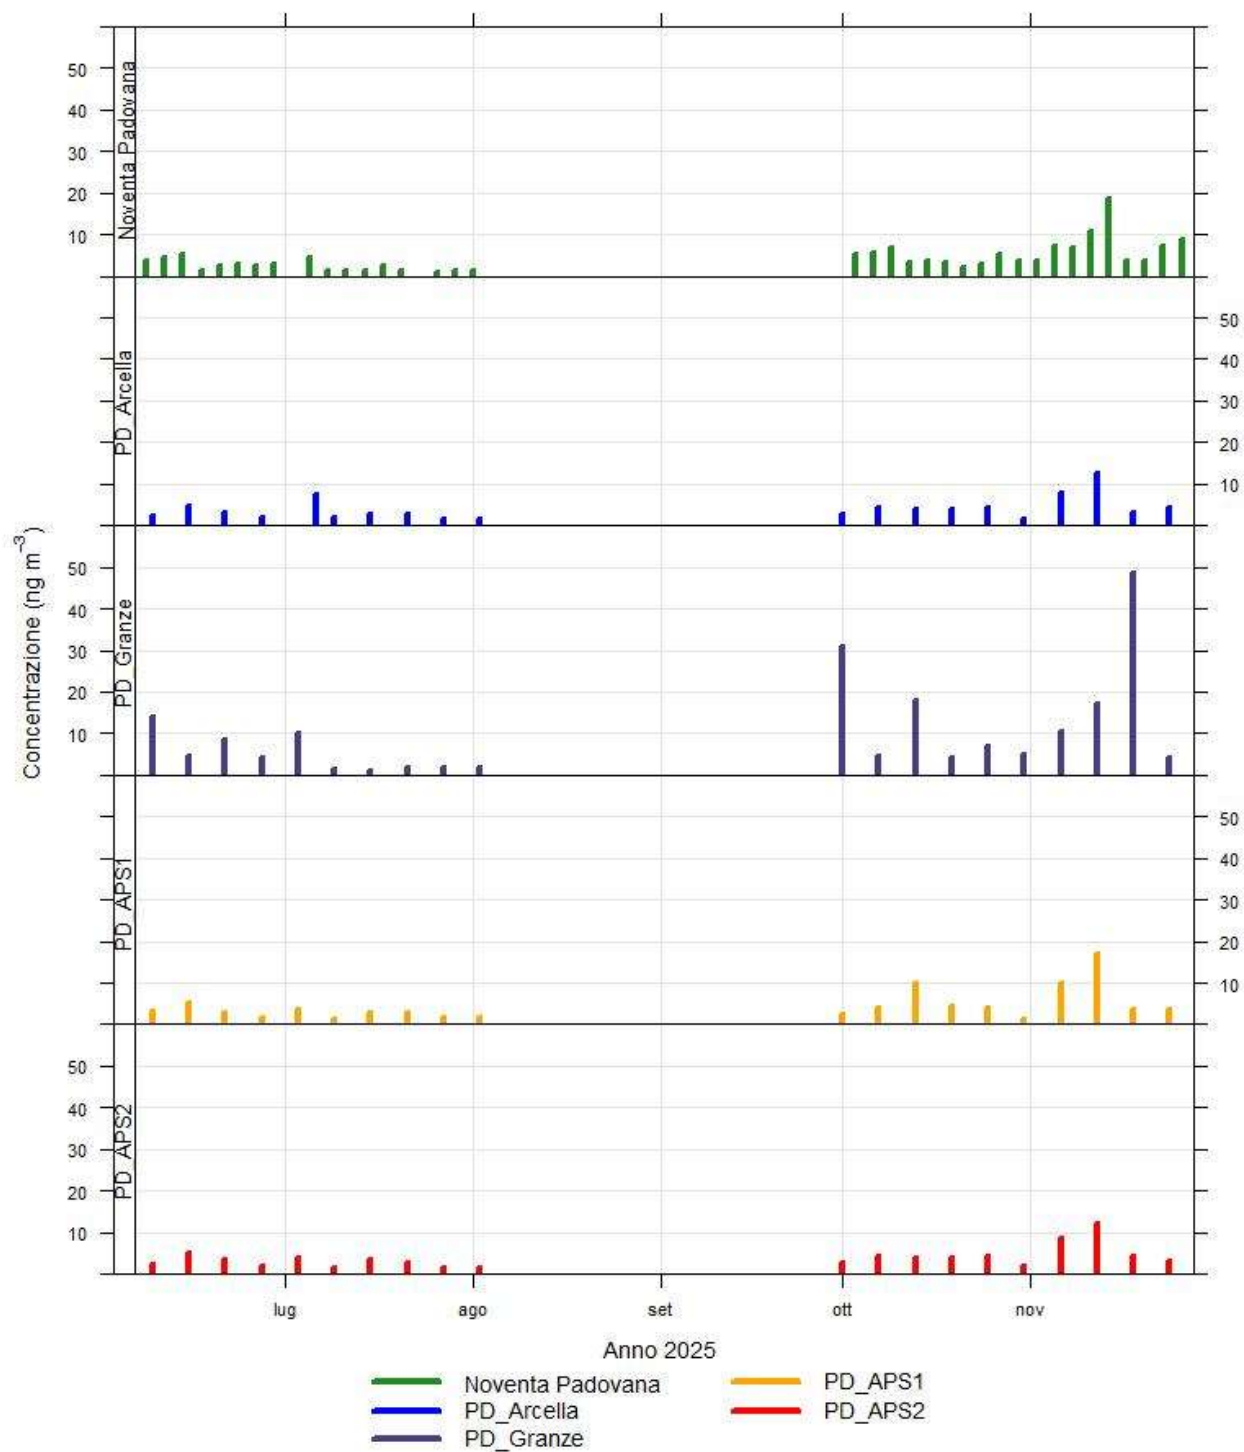 Concentrazione (ng m⁻³)
Noventa Padovana
50
40
30
20
10
PD_Arcella
50
40
30
20
10
PD_Granze
50
40
30
20
10
PD_APS1
50
40
30
20
10
PD_APS2
50
40
30
20
10
lug ago set ott nov
Anno 2025
Noventa Padovana PD_APS1
PD_Arcella PD_APS2
PD_Granze